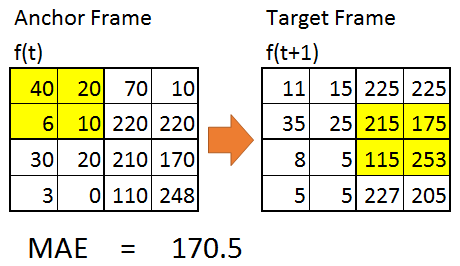 Anchor Frame Target Frame
f(t) f(t+1)
40 20 70 10 11 15 225 225
6 10 220 220 35 25 215 175
30 20 210 170 8 5 115 253
3 0 110 248 5 5 227 205
MAE = 170.5